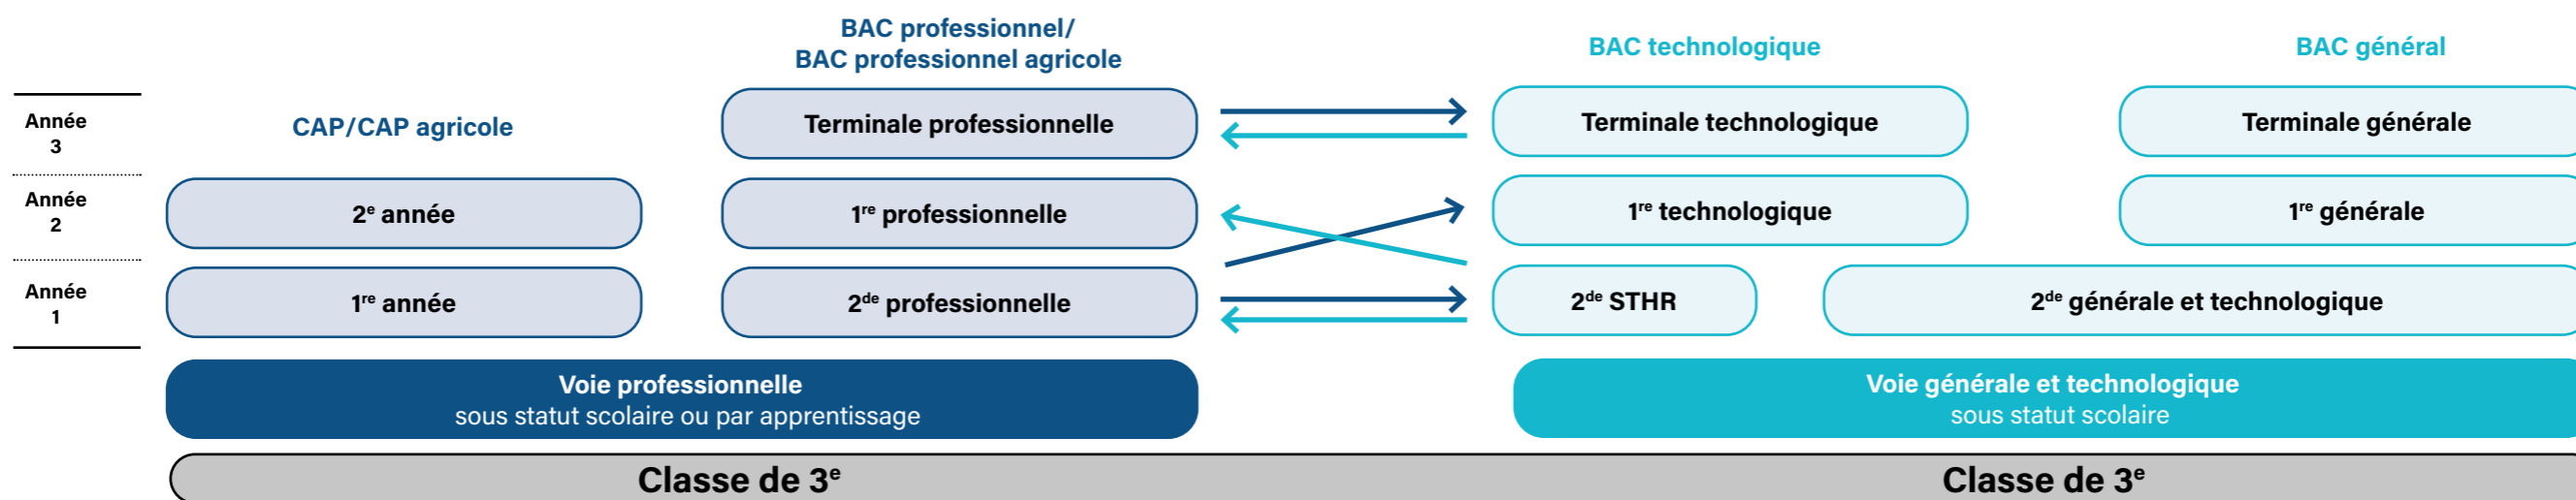 BAC professionnel/
BAC professionnel agricole
BAC technologique
BAC général
Année
3
CAP/CAP agricole
Terminale professionnelle
Terminale technologique
Terminale générale
Année
2
2e année
1re professionnelle
1re technologique
1re générale
Année
1
1re année
2de professionnelle
2de STHR
2de générale et technologique
Voie professionnelle
sous statut scolaire ou par apprentissage
Voie générale et technologique
sous statut scolaire
Classe de 3e
Classe de 3e